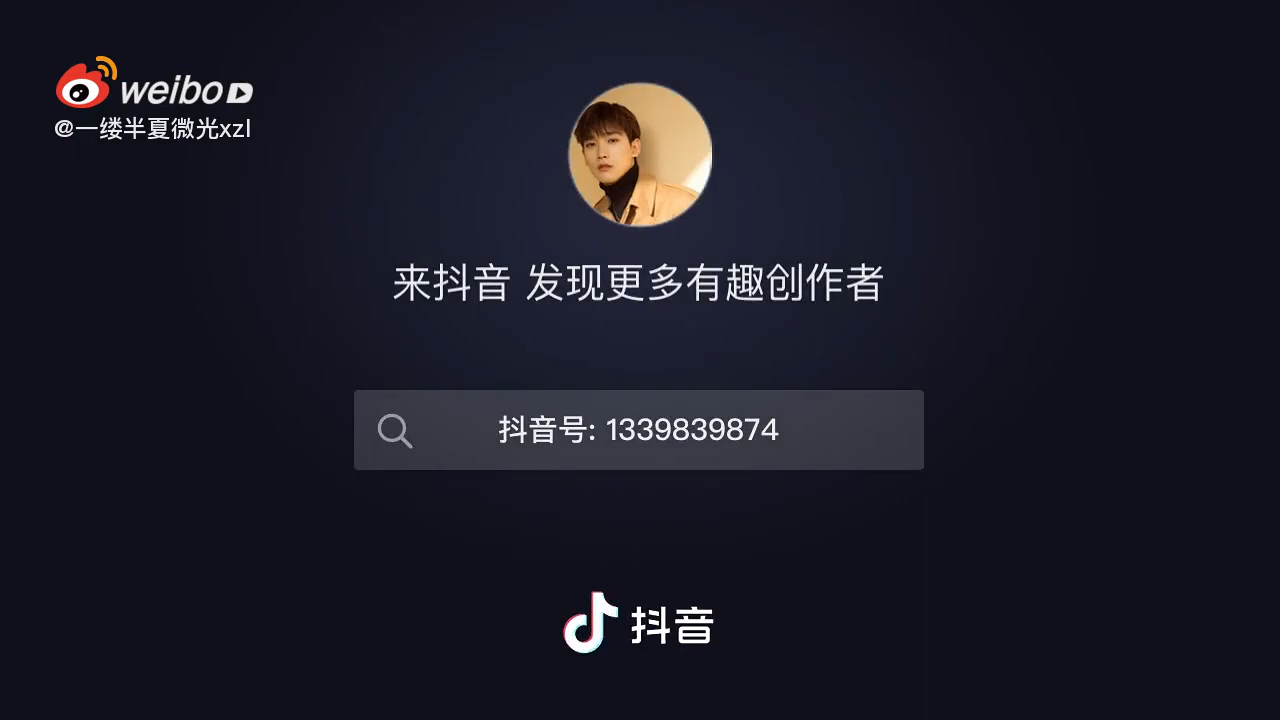 weibo
@一缕半夏微光xzl
来抖音 发现更多有趣创作者
抖音号: 1339839874
抖音